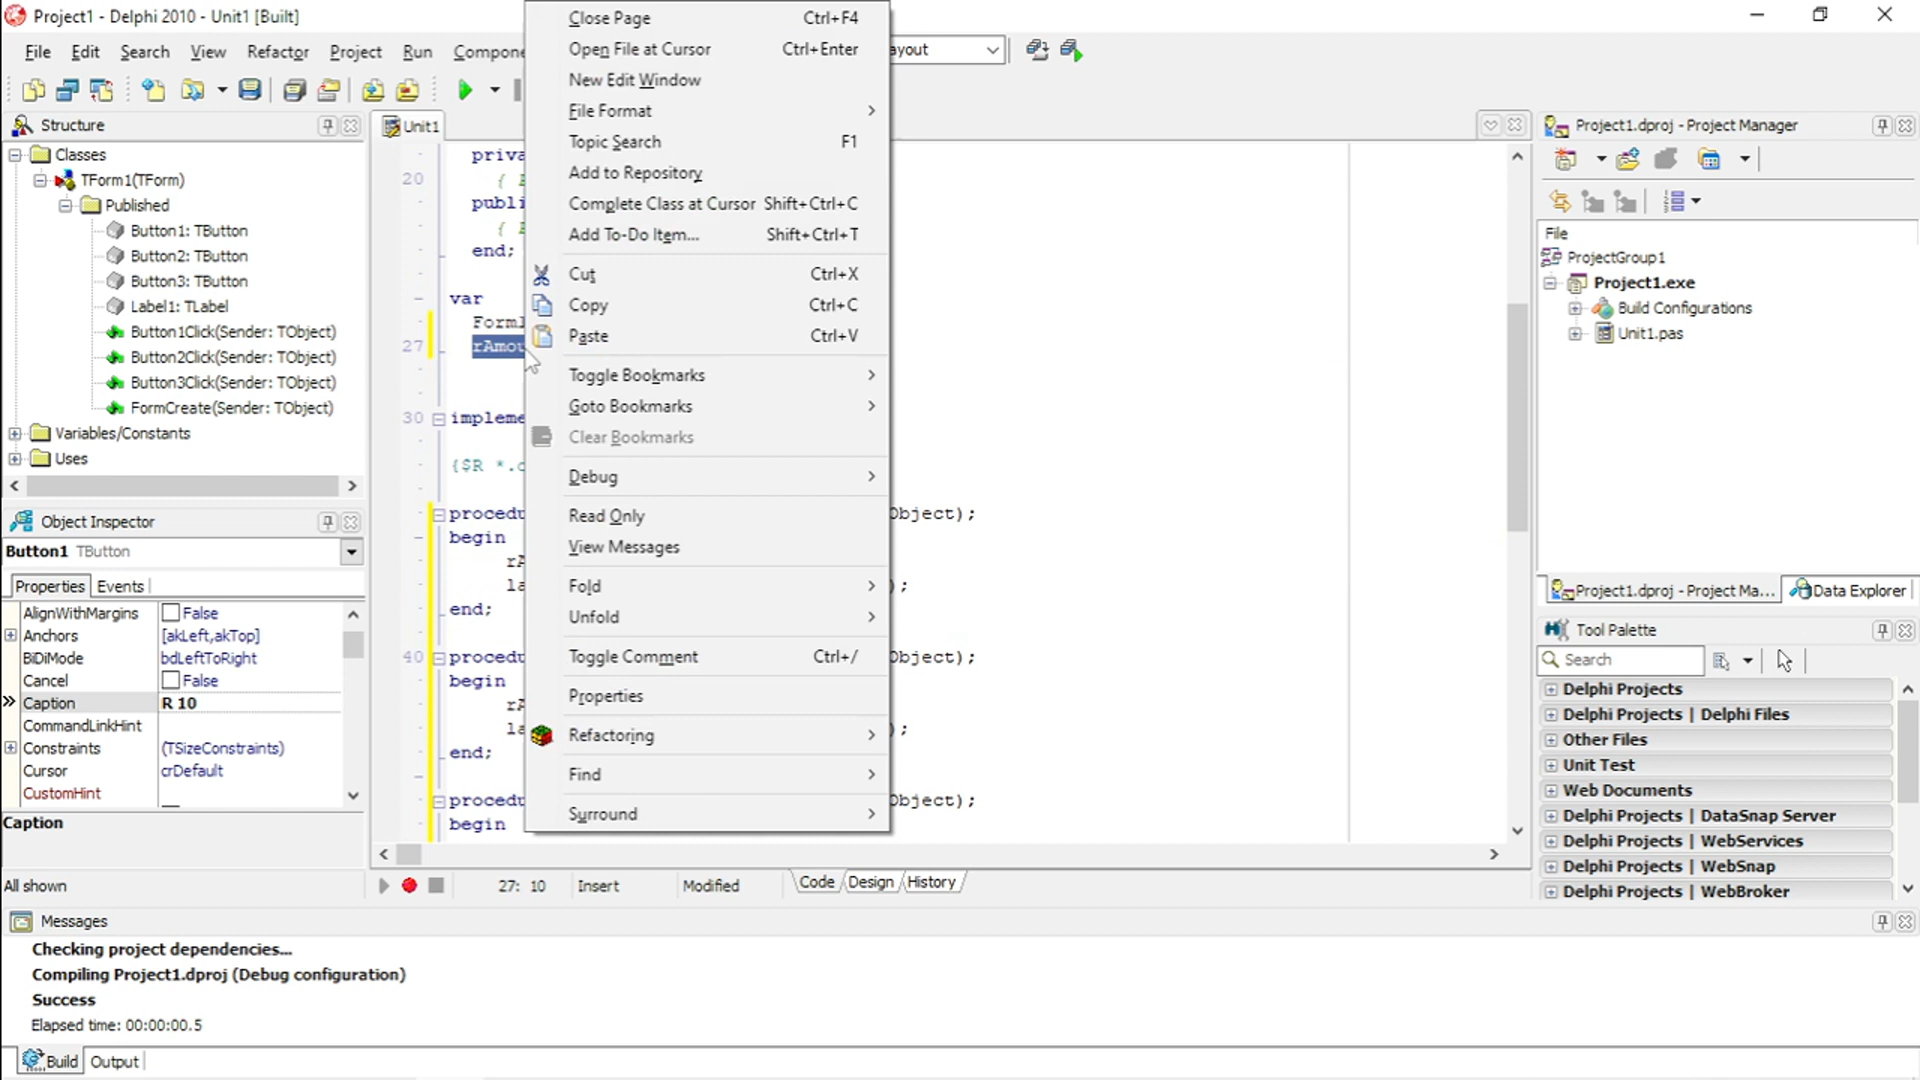 Project1 - Delphi 2010 - Unit1 [Built]
File Edit Search View Refactor Project Run
Structure
Classes
TForm1(TForm)
Published
Button1: TButton
Button2: TButton
Button3: TButton
Label1: TLabel
Button1Click(Sender: TObject)
Button2Click(Sender: TObject)
Button3Click(Sender: TObject)
FormCreate(Sender: TObject)
Variables/Constants
Uses
Object Inspector
Button1 TButton
Properties Events
AlignWithMargins False
Anchors [akLeft,akTop]
BiDiMode bdLeftToRight
Cancel False
Caption R 10
CommandLinkHint
Constraints (TSizeConstraints)
Cursor crDefault
CustomHint
Caption
All shown
Unit1
20
end;
var
27
30
{$R *.
Object);
begin
);
end;
40
Object);
begin
);
end;
Object);
begin
Close Page Ctrl+F4
Open File at Cursor Ctrl+Enter
New Edit Window
File Format
Topic Search F1
Add to Repository
Complete Class at Cursor Shift+Ctrl+C
Add To-Do Item... Shift+Ctrl+T
Cut Ctrl+X
Copy Ctrl+C
Paste Ctrl+V
Toggle Bookmarks
Goto Bookmarks
Clear Bookmarks
Debug
Read Only
View Messages
Fold
Unfold
Toggle Comment Ctrl+/
Properties
Refactoring
Find
Surround
27: 10 Insert Modified Code Design History
Project1.dproj - Project Manager
File
ProjectGroup1
Project1.exe
Build Configurations
Unit1.pas
Project1.dproj - Project Ma... Data Explorer
Tool Palette
Search
Delphi Projects
Delphi Projects | Delphi Files
Other Files
Unit Test
Web Documents
Delphi Projects | DataSnap Server
Delphi Projects | WebServices
Delphi Projects | WebSnap
Delphi Projects | WebBroker
Messages
Checking project dependencies...
Compiling Project1.dproj (Debug configuration)
Success
Elapsed time: 00:00:00.5
Build Output